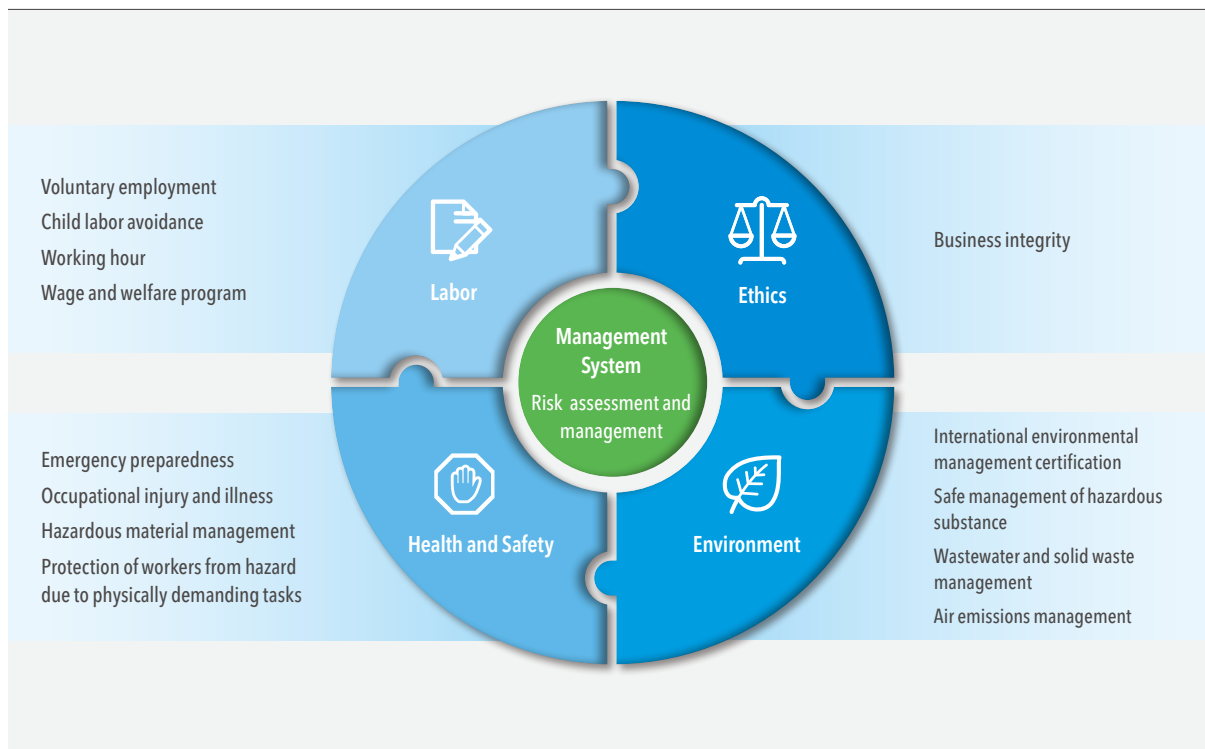 Voluntary employment
Child labor avoidance
Working hour
Wage and welfare program
Labor
Ethics
Business integrity
Management
System
Risk assessment and
management
Emergency preparedness
Occupational injury and illness
Hazardous material management
Protection of workers from hazard
due to physically demanding tasks
Health and Safety
Environment
International environmental
management certification
Safe management of hazardous
substance
Wastewater and solid waste
management
Air emissions management